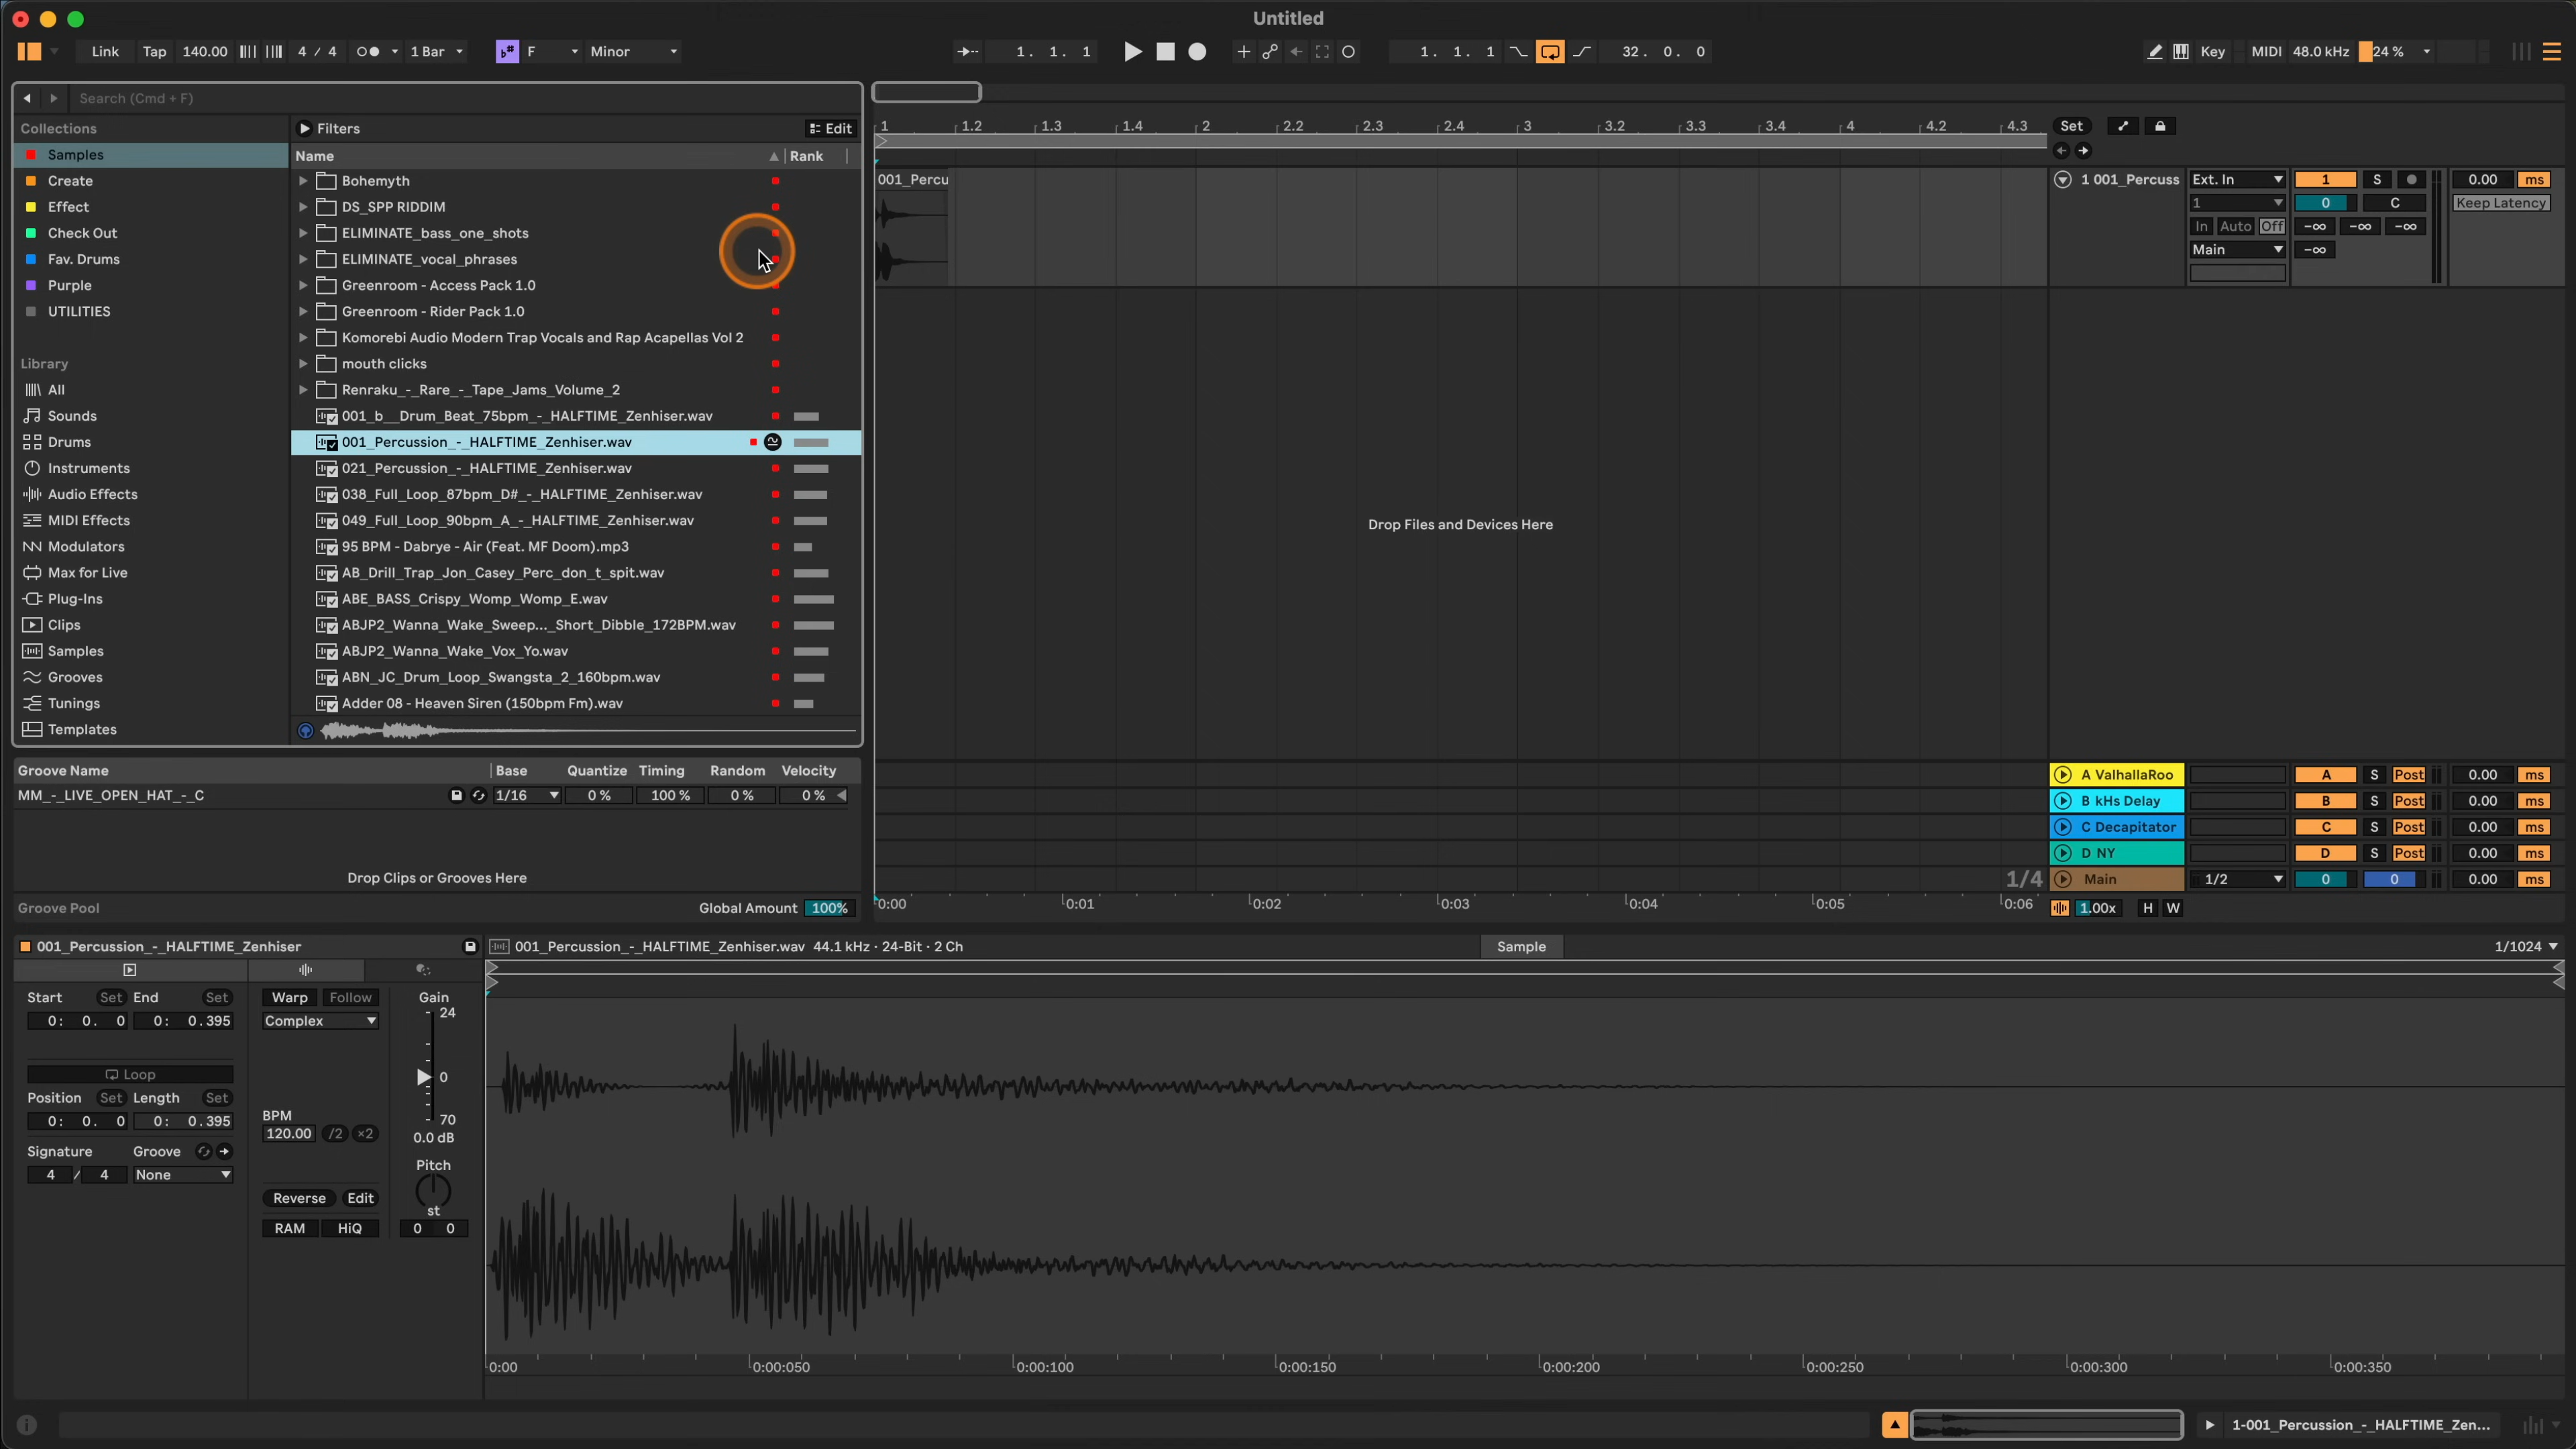 Untitled
Link Tap 140.00 4 / 4 1 Bar F Minor 1. 1. 1 1. 1. 1 32. 0. 0 Key MIDI 48.0 kHz 24 %
Search (Cmd + F)
Collections
Samples
Create
Effect
Check Out
Fav. Drums
Purple
UTILITIES
Library
All
Sounds
Drums
Instruments
Audio Effects
MIDI Effects
Modulators
Max for Live
Plug-Ins
Clips
Samples
Grooves
Tunings
Templates
Filters Edit
Name Rank
Bohemyth
DS_SPP RIDDIM
ELIMINATE_bass_one_shots
ELIMINATE_vocal_phrases
Greenroom - Access Pack 1.0
Greenroom - Rider Pack 1.0
Komorebi Audio Modern Trap Vocals and Rap Acapellas Vol 2
mouth clicks
Renraku_-_Rare_-_Tape_Jams_Volume_2
001_b__Drum_Beat_75bpm_-_HALFTIME_Zenhiser.wav
001_Percussion_-_HALFTIME_Zenhiser.wav
021_Percussion_-_HALFTIME_Zenhiser.wav
038_Full_Loop_87bpm_D#_-_HALFTIME_Zenhiser.wav
049_Full_Loop_90bpm_A_-_HALFTIME_Zenhiser.wav
95 BPM - Dabrye - Air (Feat. MF Doom).mp3
AB_Drill_Trap_Jon_Casey_Perc_don_t_spit.wav
ABE_BASS_Crispy_Womp_Womp_E.wav
ABJP2_Wanna_Wake_Sweep..._Short_Dibble_172BPM.wav
ABJP2_Wanna_Wake_Vox_Yo.wav
ABN_JC_Drum_Loop_Swangsta_2_160bpm.wav
Adder 08 - Heaven Siren (150bpm Fm).wav
1 1.2 1.3 1.4 2 2.2 2.3 2.4 3 3.2 3.3 3.4 4 4.2 4.3 Set
001_Percu
Drop Files and Devices Here
1 001_Percuss Ext. In 1 S 0.00 ms
1 0 C Keep Latency
In Auto Off -∞ -∞ -∞
Main -∞
A ValhallaRoo A S Post 0.00 ms
B kHs Delay B S Post 0.00 ms
C Decapitator C S Post 0.00 ms
D NY D S Post 0.00 ms
1/4 Main 1/2 0 0 0.00 ms
0:00 0:01 0:02 0:03 0:04 0:05 0:06 1.00x H W
Groove Name Base Quantize Timing Random Velocity
MM_-_LIVE_OPEN_HAT_-_C 1/16 0 % 100 % 0 % 0 %
Drop Clips or Grooves Here
Groove Pool Global Amount 100%
001_Percussion_-_HALFTIME_Zenhiser
001_Percussion_-_HALFTIME_Zenhiser.wav 44.1 kHz · 24-Bit · 2 Ch Sample 1/1024
Start Set End Set
0: 0. 0 0: 0.395
Loop
Position Set Length Set
0: 0. 0 0: 0.395
Signature Groove
4 / 4 None
Warp Follow
Complex
BPM
120.00 /2 ×2
Reverse Edit
RAM HiQ
Gain
24
0
70
0.0 dB
Pitch
st
0 0
0:00 0:00:050 0:00:100 0:00:150 0:00:200 0:00:250 0:00:300 0:00:350
1-001_Percussion_-_HALFTIME_Zen...